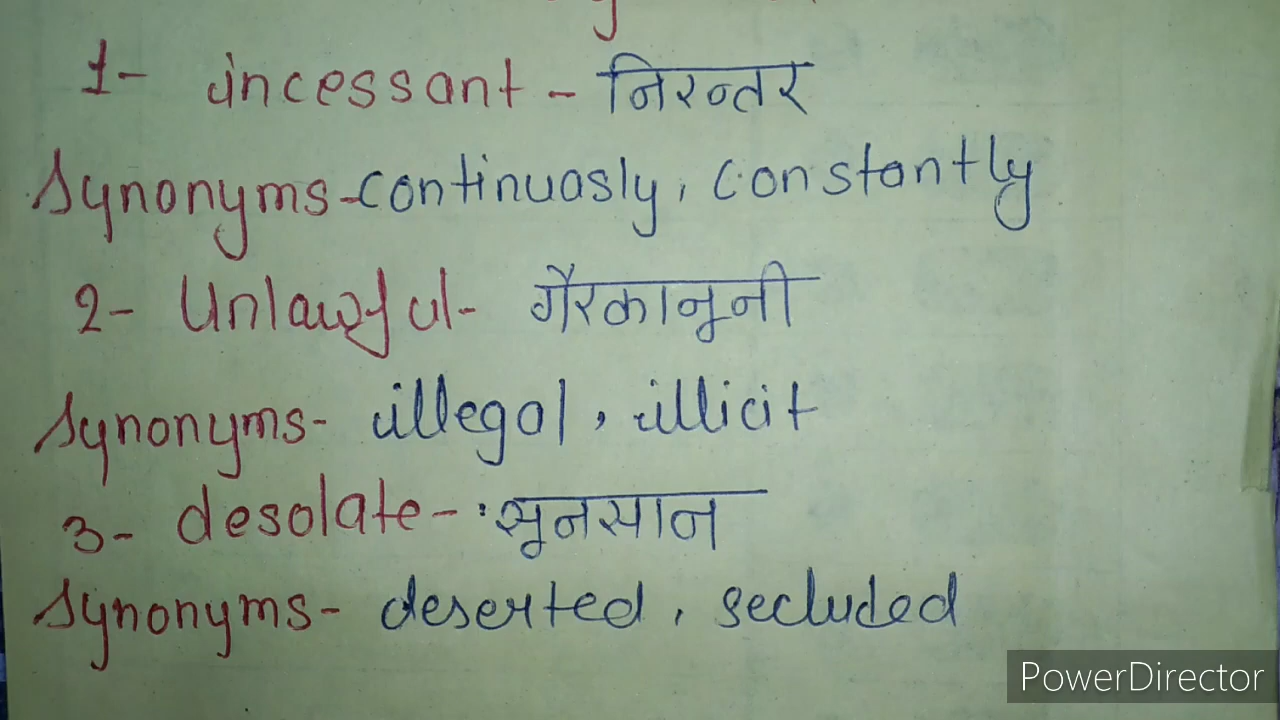 1- incessant - निरन्तर
Synonyms-continuasly, constantly
2- Unlawful- गैरकानूनी
Synonyms- illegal, illicit
3- desolate- सूनसान
Synonyms- deserted, secluded
PowerDirector